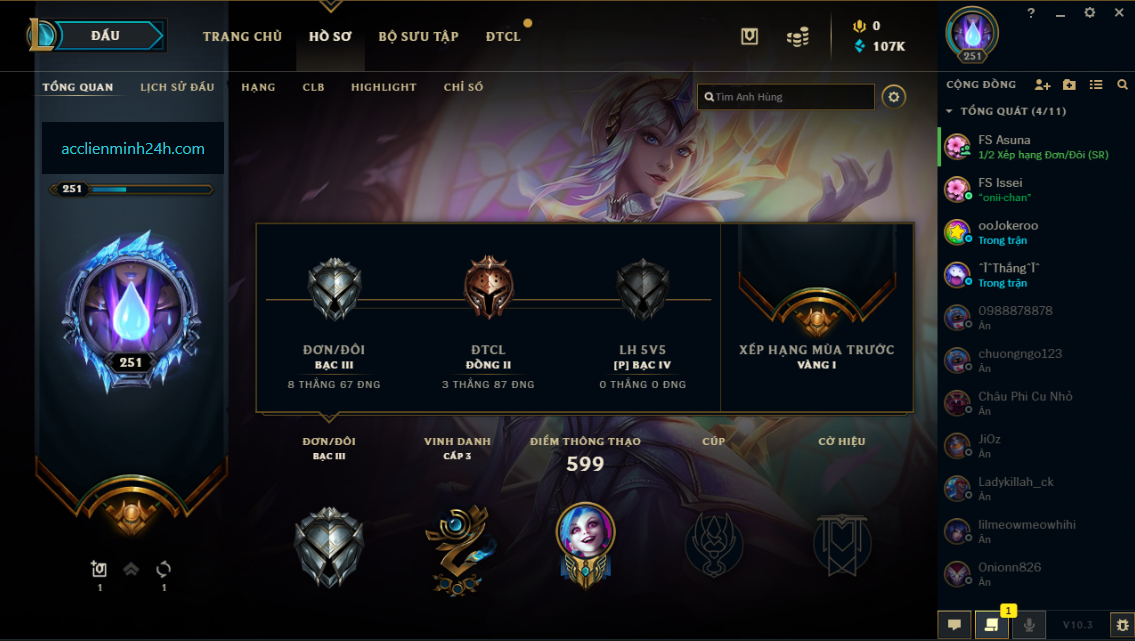 ĐẤU
TRANG CHỦ
HỒ SƠ
BỘ SƯU TẬP
ĐTCL
0
107K
251
?
TỔNG QUAN
LỊCH SỬ ĐẤU
HẠNG
CLB
HIGHLIGHT
CHỈ SỐ
Tìm Anh Hùng
acclienminh24h.com
251
251
1
1
ĐƠN/ĐÔI
BẠC III
8 THẮNG 67 ĐNG
ĐTCL
ĐỒNG II
3 THẮNG 87 ĐNG
LH 5V5
[P] BẠC IV
0 THẮNG 0 ĐNG
XẾP HẠNG MÙA TRƯỚC
VÀNG I
ĐƠN/ĐÔI
BẠC III
VINH DANH
CẤP 3
ĐIỂM THÔNG THẠO
599
CÚP
CỜ HIỆU
CỘNG ĐỒNG
TỔNG QUÁT (4/11)
FS Asuna
1/2 Xếp hạng Đơn/Đôi (SR)
FS Issei
"onii-chan"
ooJokeroo
Trong trận
ˆÏˆThắngˆÏˆ
Trong trận
0988878878
Ẩn
chuongngo123
Ẩn
Châu Phi Cu Nhỏ
Ẩn
JiOz
Ẩn
Ladykillah_ck
Ẩn
lilmeowmeowhihi
Ẩn
Onionn826
Ẩn
1
V10.3